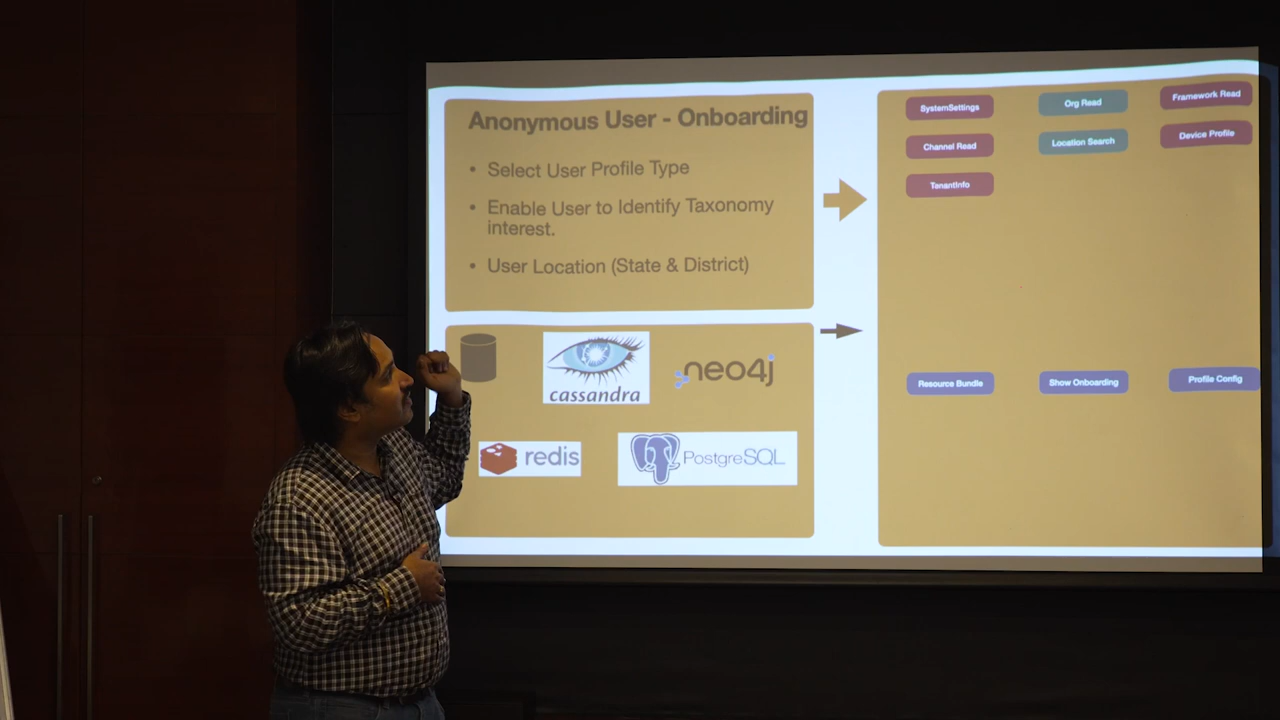 Anonymous User - Onboarding
• Select User Profile Type
• Enable User to Identify Taxonomy
interest.
• User Location (State & District)
cassandra
neo4j
redis
PostgreSQL
SystemSettings
Org Read
Framework Read
Channel Read
Location Search
Device Profile
TenantInfo
Resource Bundle
Show Onboarding
Profile Config